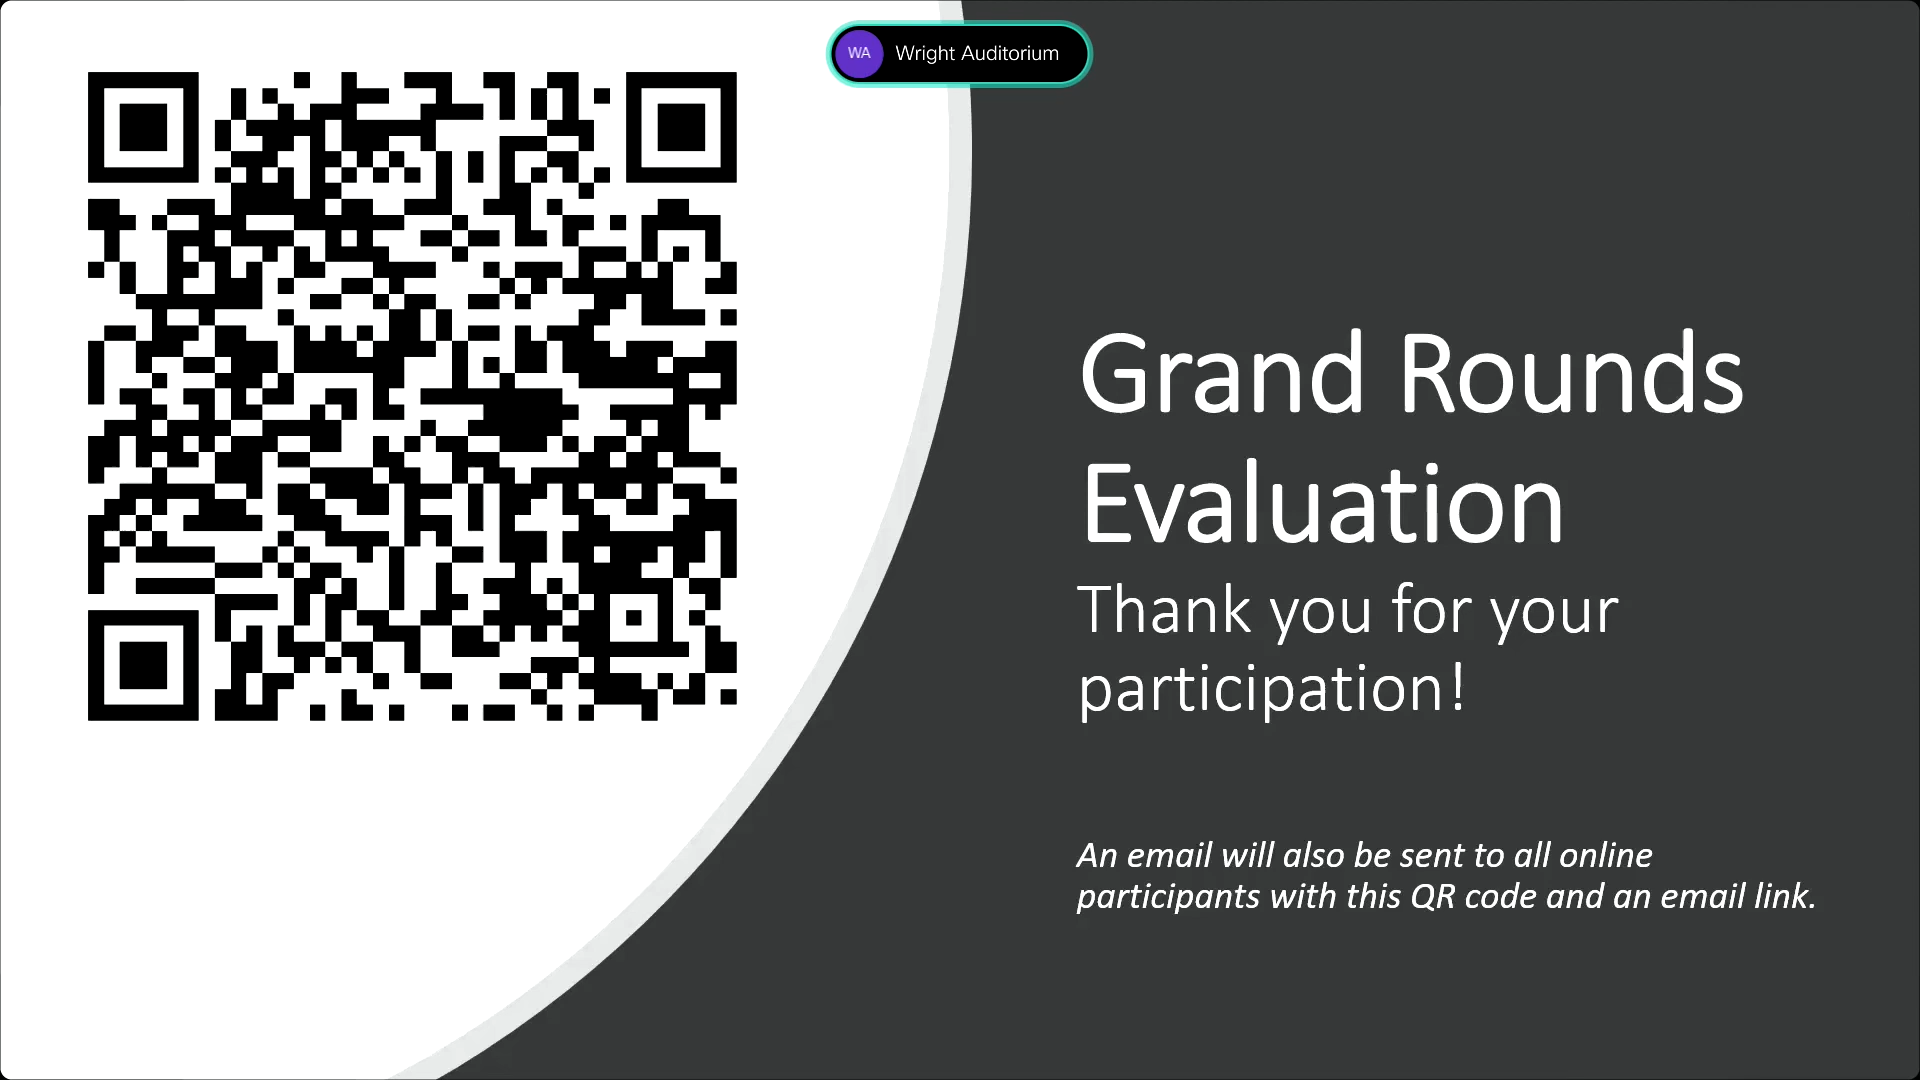 WA Wright Auditorium
Grand Rounds
Evaluation
Thank you for your
participation!
An email will also be sent to all online
participants with this QR code and an email link.